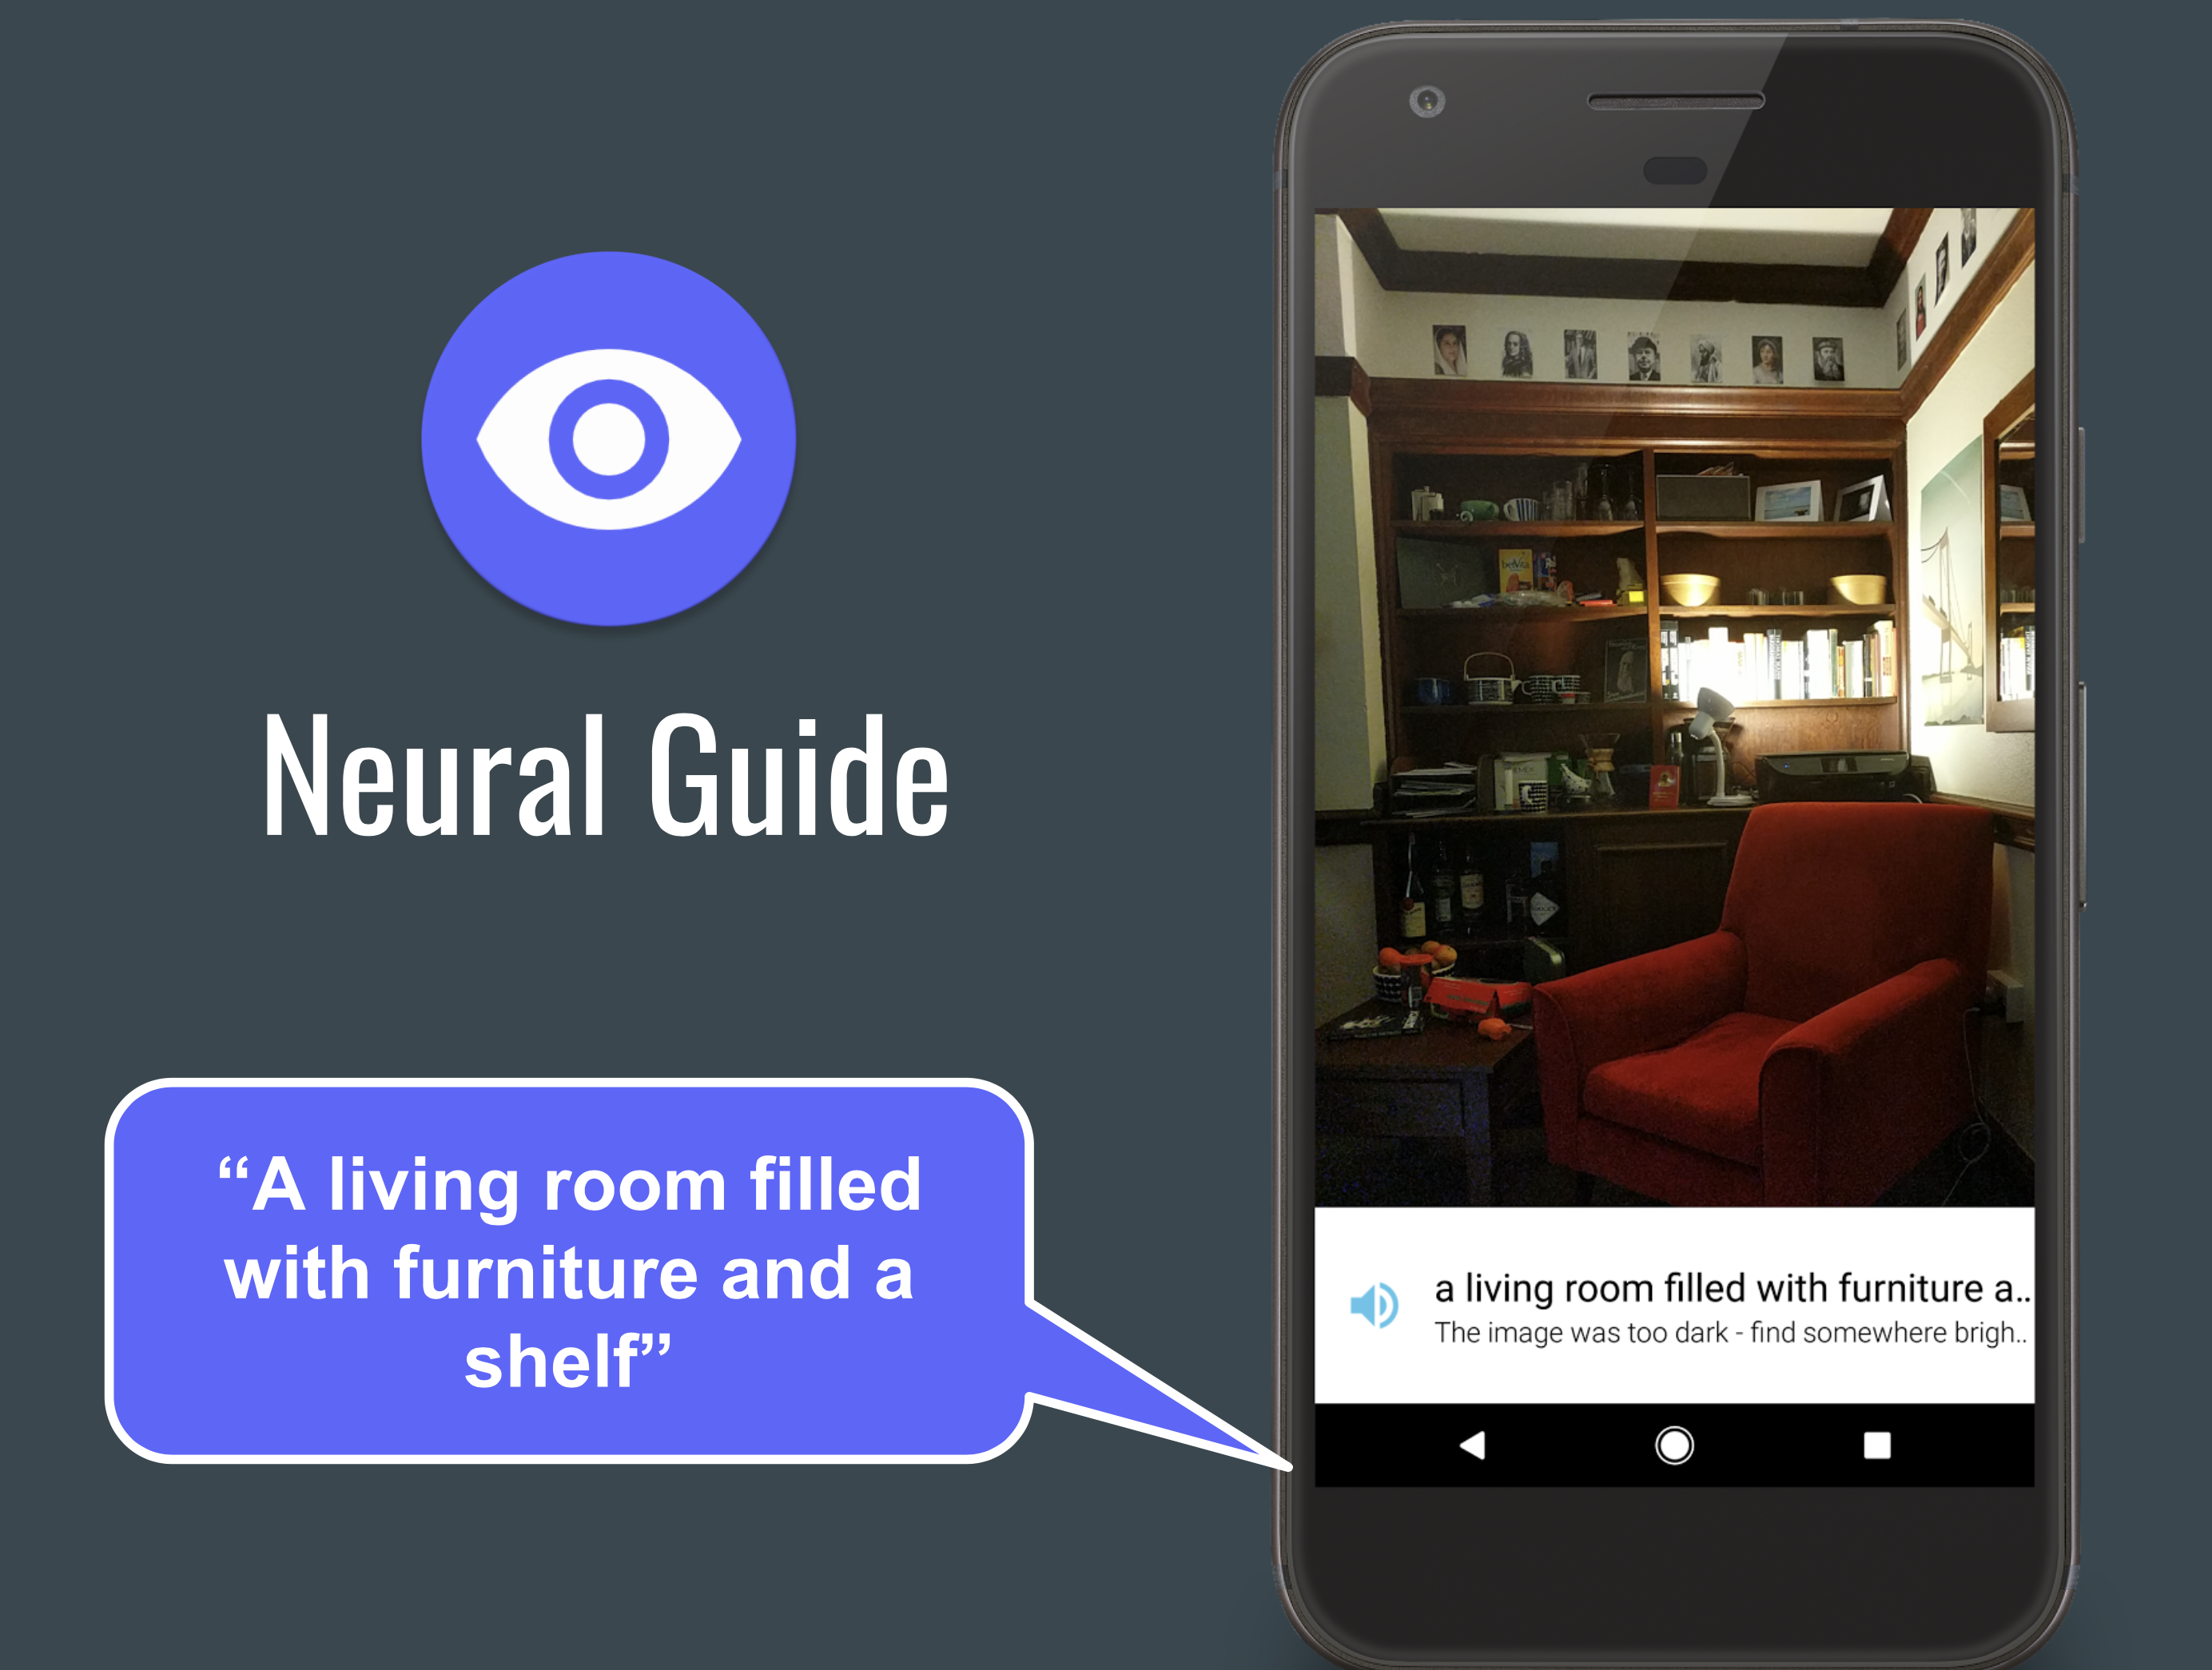 Neural Guide
“A living room filled
with furniture and a
shelf”
belVita
a living room filled with furniture a..
The image was too dark - find somewhere brigh..